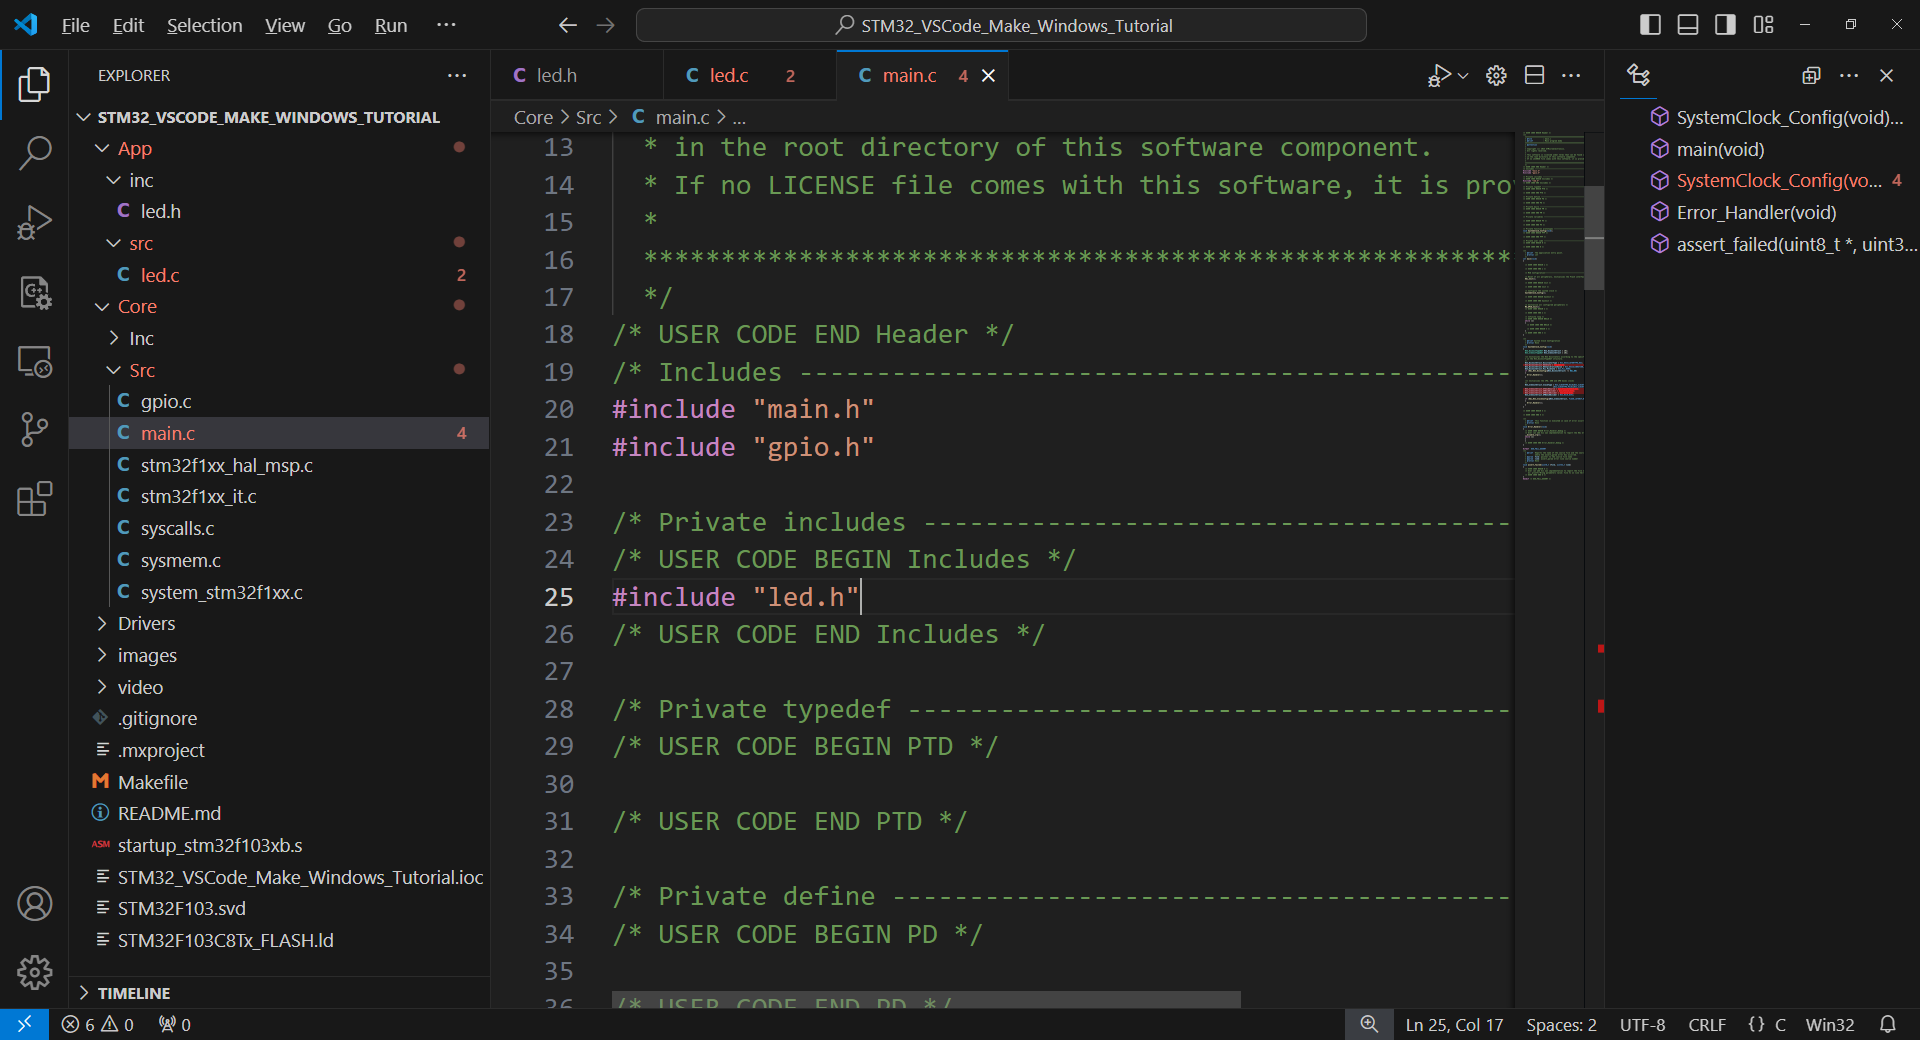 File Edit Selection View Go Run ··· STM32_VSCode_Make_Windows_Tutorial
EXPLORER ···
STM32_VSCODE_MAKE_WINDOWS_TUTORIAL
App
inc
C led.h
src
C led.c 2
Core
Inc
Src
C gpio.c
C main.c 4
C stm32f1xx_hal_msp.c
C stm32f1xx_it.c
C syscalls.c
C sysmem.c
C system_stm32f1xx.c
Drivers
images
video
.gitignore
.mxproject
M Makefile
README.md
ASM startup_stm32f103xb.s
STM32_VSCode_Make_Windows_Tutorial.ioc
STM32F103.svd
STM32F103C8Tx_FLASH.ld
TIMELINE
C led.h C led.c 2 C main.c 4
Core > Src > C main.c > ...
13 * in the root directory of this software component.
14 * If no LICENSE file comes with this software, it is pro
15 *
16 ********************************************************
17 */
18 /* USER CODE END Header */
19 /* Includes ----------------------------------------------
20 #include "main.h"
21 #include "gpio.h"
22
23 /* Private includes --------------------------------------
24 /* USER CODE BEGIN Includes */
25 #include "led.h"
26 /* USER CODE END Includes */
27
28 /* Private typedef ---------------------------------------
29 /* USER CODE BEGIN PTD */
30
31 /* USER CODE END PTD */
32
33 /* Private define ----------------------------------------
34 /* USER CODE BEGIN PD */
35
36 /* USER CODE END PD */
SystemClock_Config(void)...
main(void)
SystemClock_Config(vo... 4
Error_Handler(void)
assert_failed(uint8_t *, uint3...
6 0 0 Ln 25, Col 17 Spaces: 2 UTF-8 CRLF {} C Win32